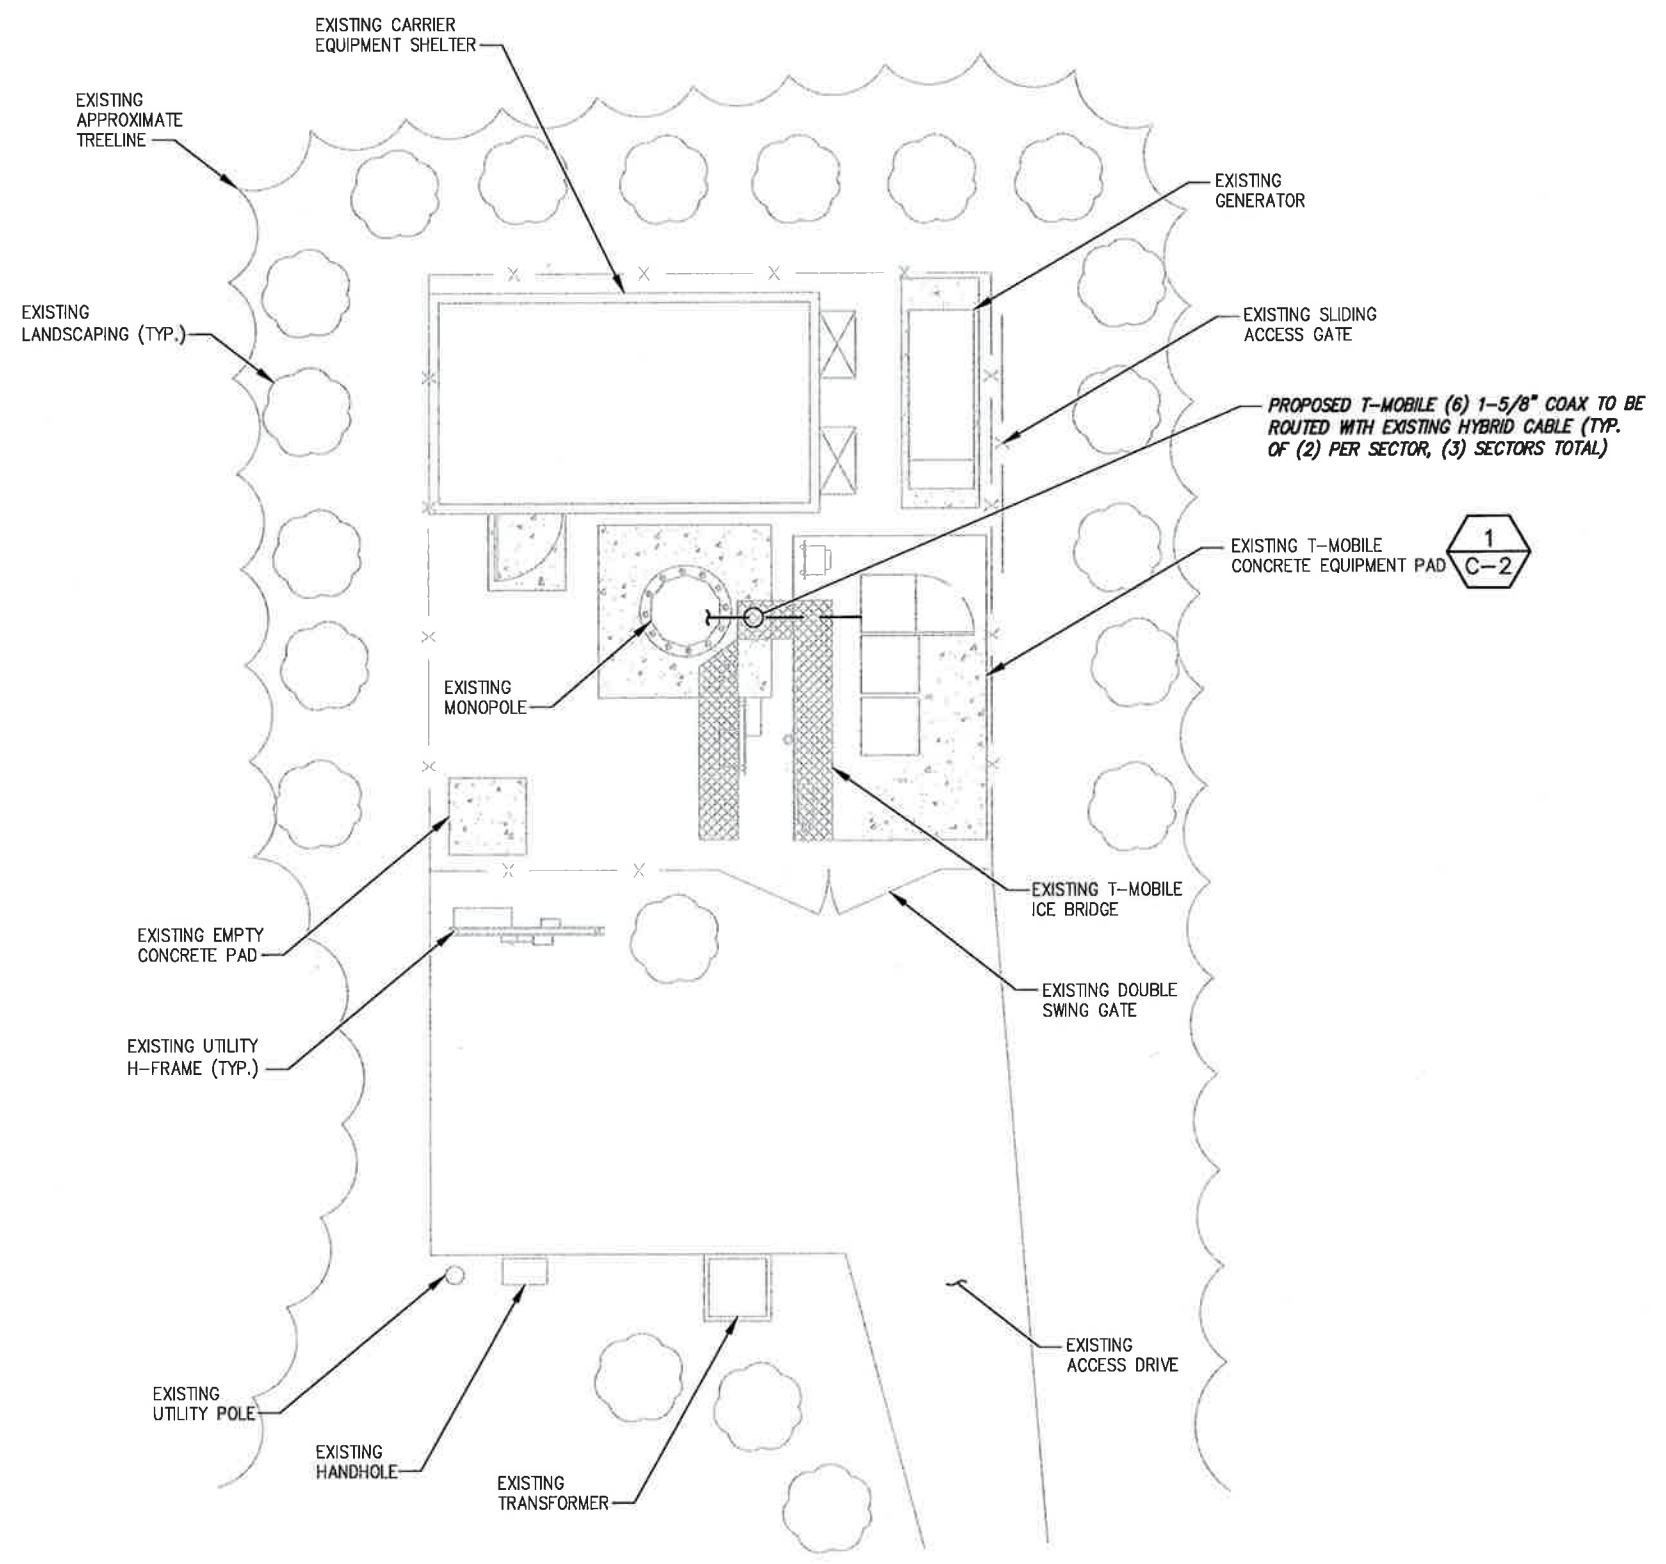 EXISTING CARRIER
EQUIPMENT SHELTER
EXISTING
APPROXIMATE
TREELINE
EXISTING
GENERATOR
EXISTING
LANDSCAPING (TYP.)
EXISTING SLIDING
ACCESS GATE
PROPOSED T-MOBILE (6) 1-5/8" COAX TO BE
ROUTED WITH EXISTING HYBRID CABLE (TYP.
OF (2) PER SECTOR, (3) SECTORS TOTAL)
EXISTING T-MOBILE
CONCRETE EQUIPMENT PAD
1
C-2
EXISTING
MONOPOLE
EXISTING T-MOBILE
ICE BRIDGE
EXISTING EMPTY
CONCRETE PAD
EXISTING DOUBLE
SWING GATE
EXISTING UTILITY
H-FRAME (TYP.)
EXISTING
ACCESS DRIVE
EXISTING
UTILITY POLE
EXISTING
HANDHOLE
EXISTING
TRANSFORMER